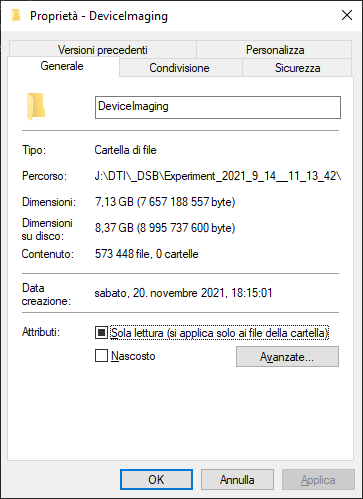 Proprietà - DeviceImaging
Versioni precedenti Personalizza
Generale Condivisione Sicurezza
DeviceImaging
Tipo: Cartella di file
Percorso: J:\DTI\_DSB\Experiment_2021_9_14__11_13_42\
Dimensioni: 7,13 GB (7 657 188 557 byte)
Dimensioni
su disco: 8,37 GB (8 995 737 600 byte)
Contenuto: 573 448 file, 0 cartelle
Data
creazione: sabato, 20. novembre 2021, 18:15:01
Attributi: Sola lettura (si applica solo ai file della cartella)
Nascosto Avanzate...
OK Annulla Applica